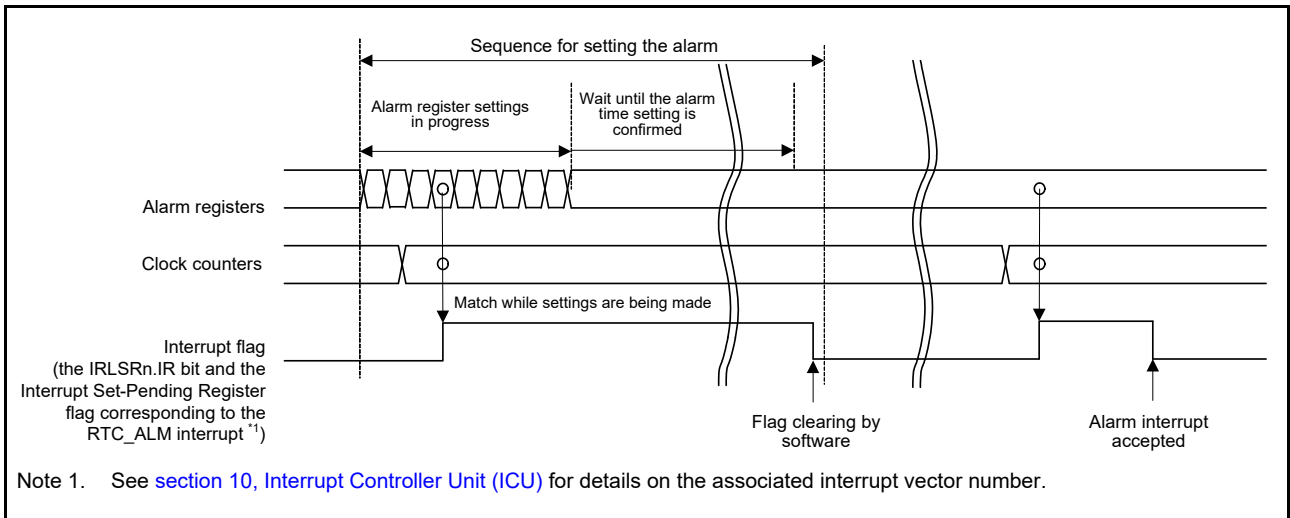 Sequence for setting the alarm
Alarm register settings
in progress
Wait until the alarm
time setting is
confirmed
Alarm registers
Clock counters
Match while settings are being made
Interrupt flag
(the IRLSRn.IR bit and the
Interrupt Set-Pending Register
flag corresponding to the
RTC_ALM interrupt *1)
Flag clearing by
software
Alarm interrupt
accepted
Note 1. See section 10, Interrupt Controller Unit (ICU) for details on the associated interrupt vector number.